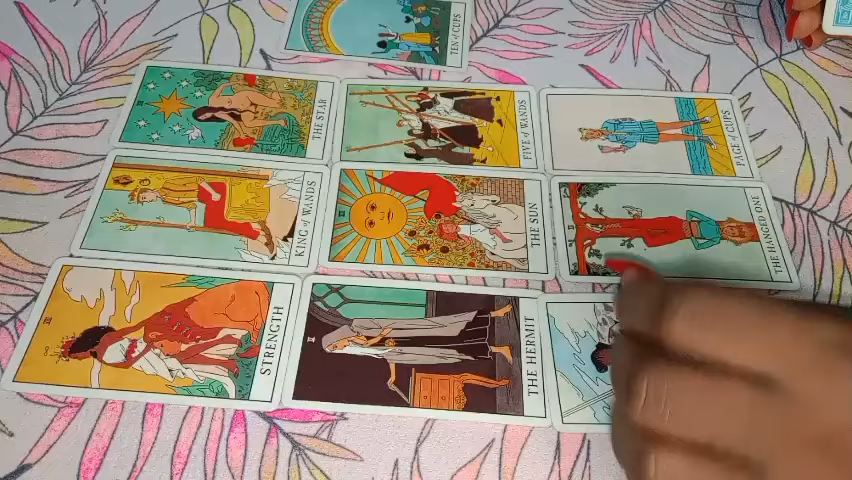 TEN of CUPS
THE STAR
FIVE of WANDS
PAGE of CUPS
KING of WANDS
THE SUN
THE HANGED ONE
STRENGTH
THE HERMIT